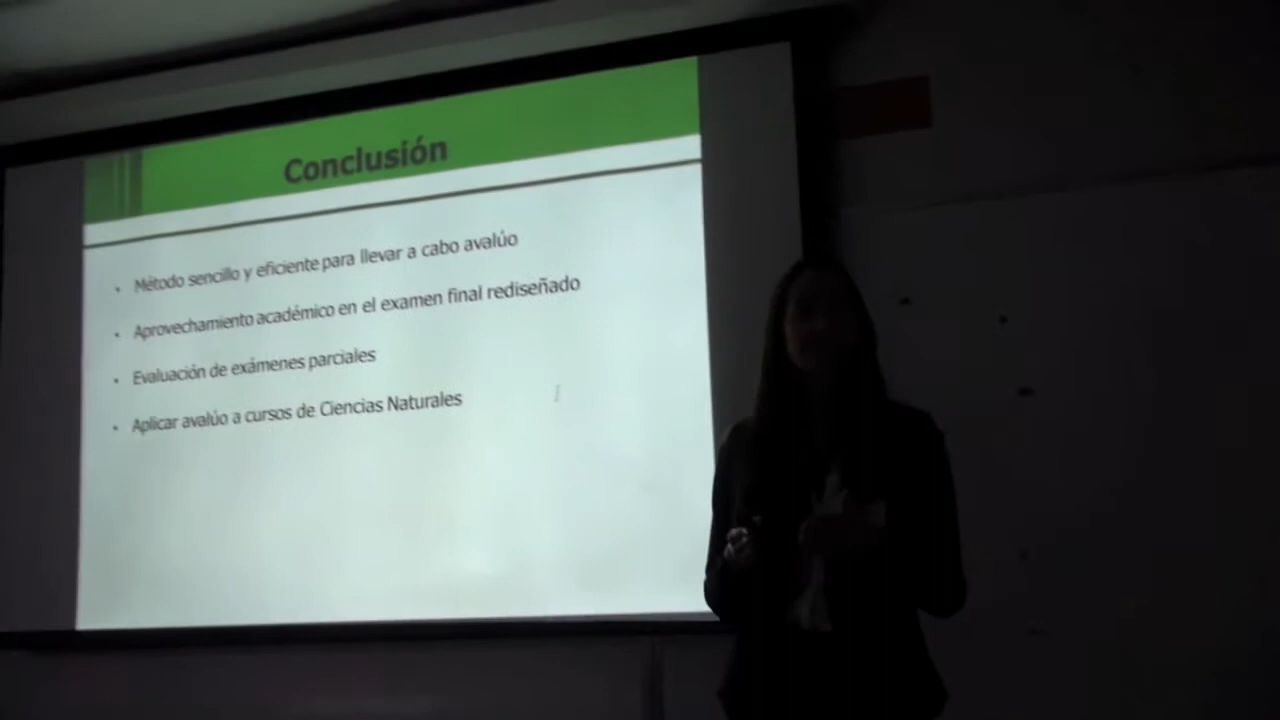 Conclusión
• Método sencillo y eficiente para llevar a cabo avalúo
• Aprovechamiento académico en el examen final rediseñado
• Evaluación de exámenes parciales
• Aplicar avalúo a cursos de Ciencias Naturales